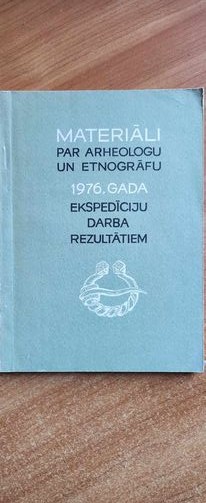 MATERIĀLI
PAR ARHEOLOGU
UN ETNOGRĀFU
1976. GADA
EKSPEDĪCIJU
DARBA
REZULTĀTIEM